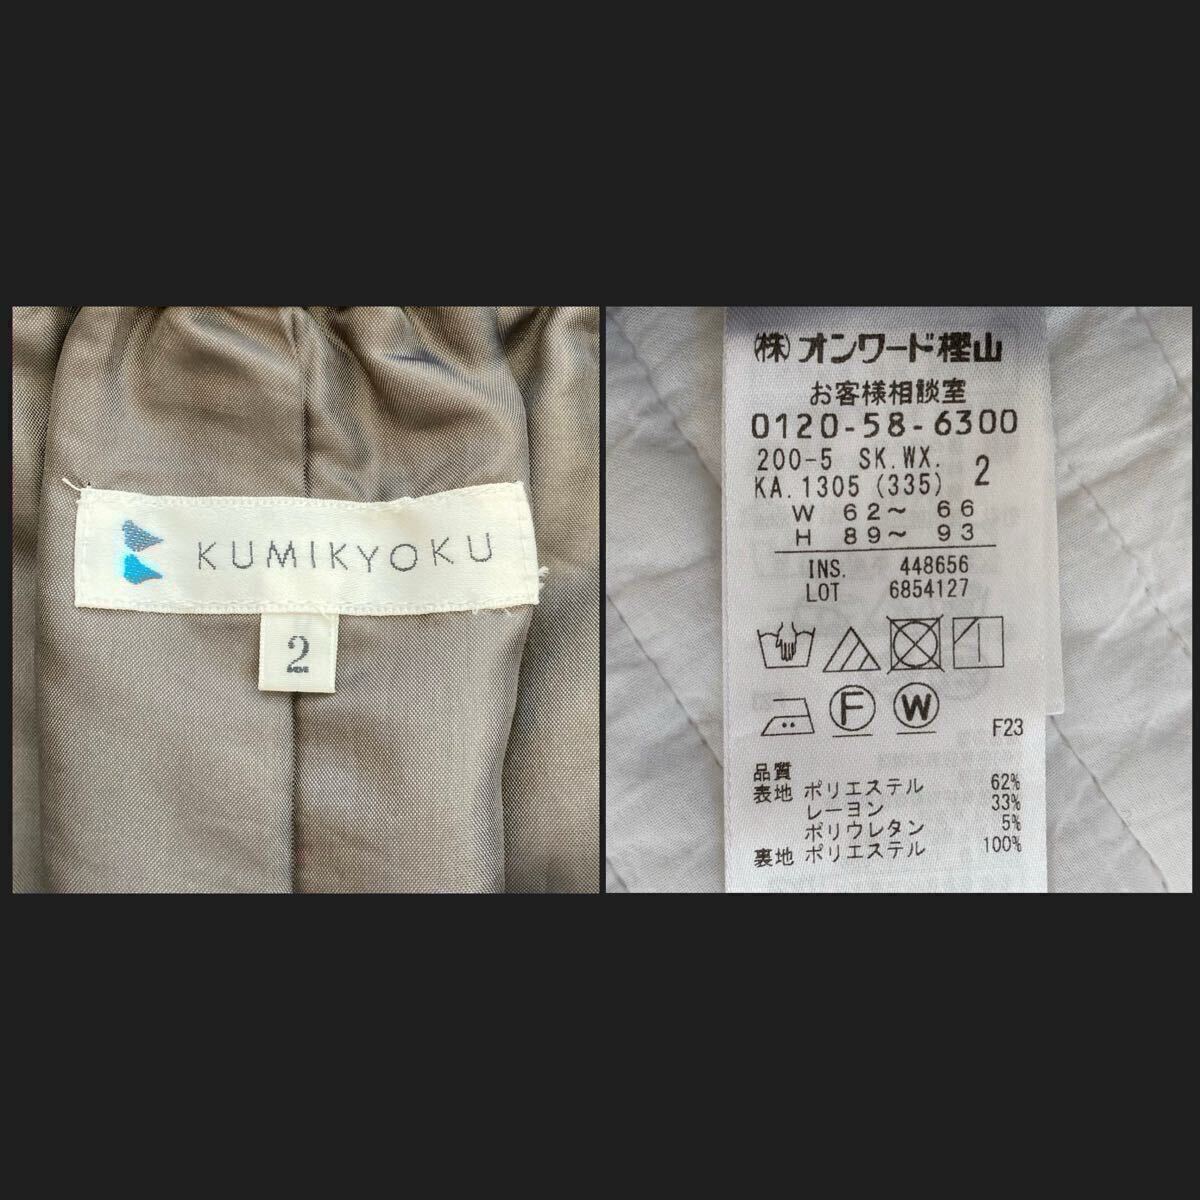 KUMIKYOKU
2
(株)オンワード樫山
お客様相談室
0120-58-6300
200-5 SK.WX. 2
KA.1305 (335)
W 62〜 66
H 89〜 93
INS. 448656
LOT 6854127
F W
F23
品質
表地 ポリエステル 62%
レーヨン 33%
ポリウレタン 5%
裏地 ポリエステル 100%